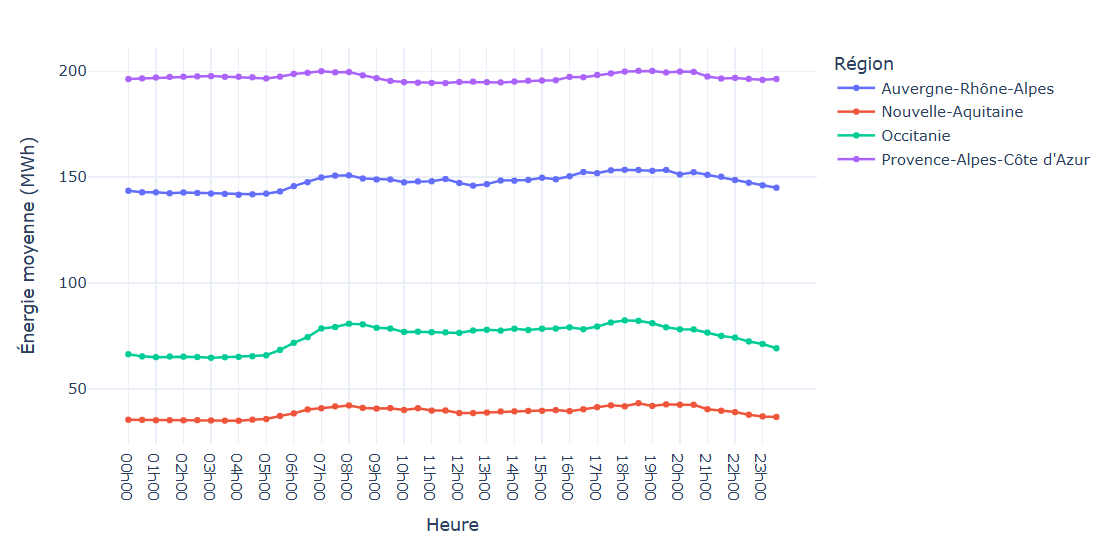 Énergie moyenne (MWh)
200
150
100
50
00h00
01h00
02h00
03h00
04h00
05h00
06h00
07h00
08h00
09h00
10h00
11h00
12h00
13h00
14h00
15h00
16h00
17h00
18h00
19h00
20h00
21h00
22h00
23h00
Heure
Région
Auvergne-Rhône-Alpes
Nouvelle-Aquitaine
Occitanie
Provence-Alpes-Côte d'Azur